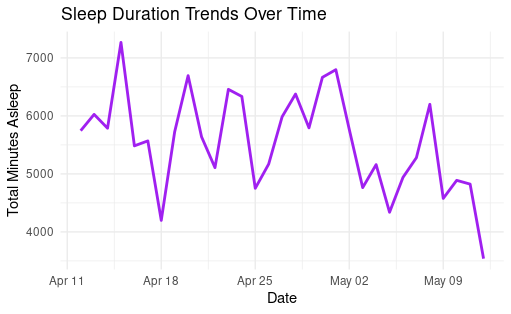 Sleep Duration Trends Over Time
Total Minutes Asleep
7000
6000
5000
4000
Apr 11 Apr 18 Apr 25 May 02 May 09
Date